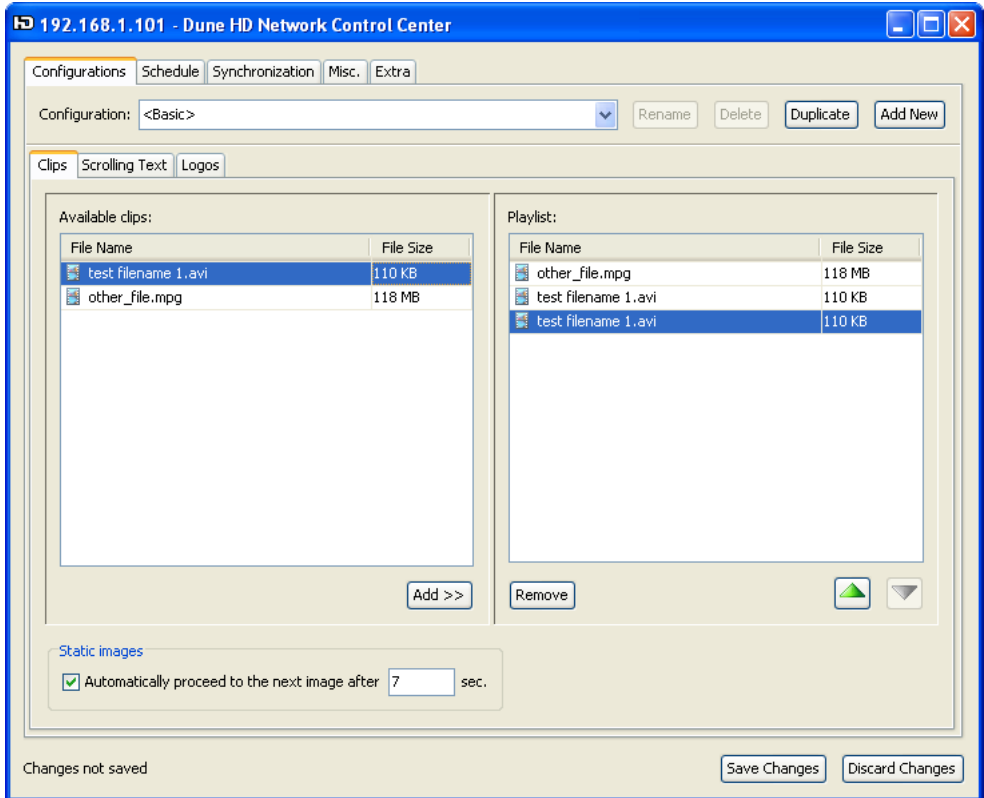 192.168.1.101 - Dune HD Network Control Center
Configurations Schedule Synchronization Misc. Extra
Configuration: <Basic> Rename Delete Duplicate Add New
Clips Scrolling Text Logos
Available clips:
File Name File Size
test filename 1.avi 110 KB
other_file.mpg 118 MB
Add >>
Playlist:
File Name File Size
other_file.mpg 118 MB
test filename 1.avi 110 KB
test filename 1.avi 110 KB
Remove
Static images
Automatically proceed to the next image after 7 sec.
Changes not saved Save Changes Discard Changes